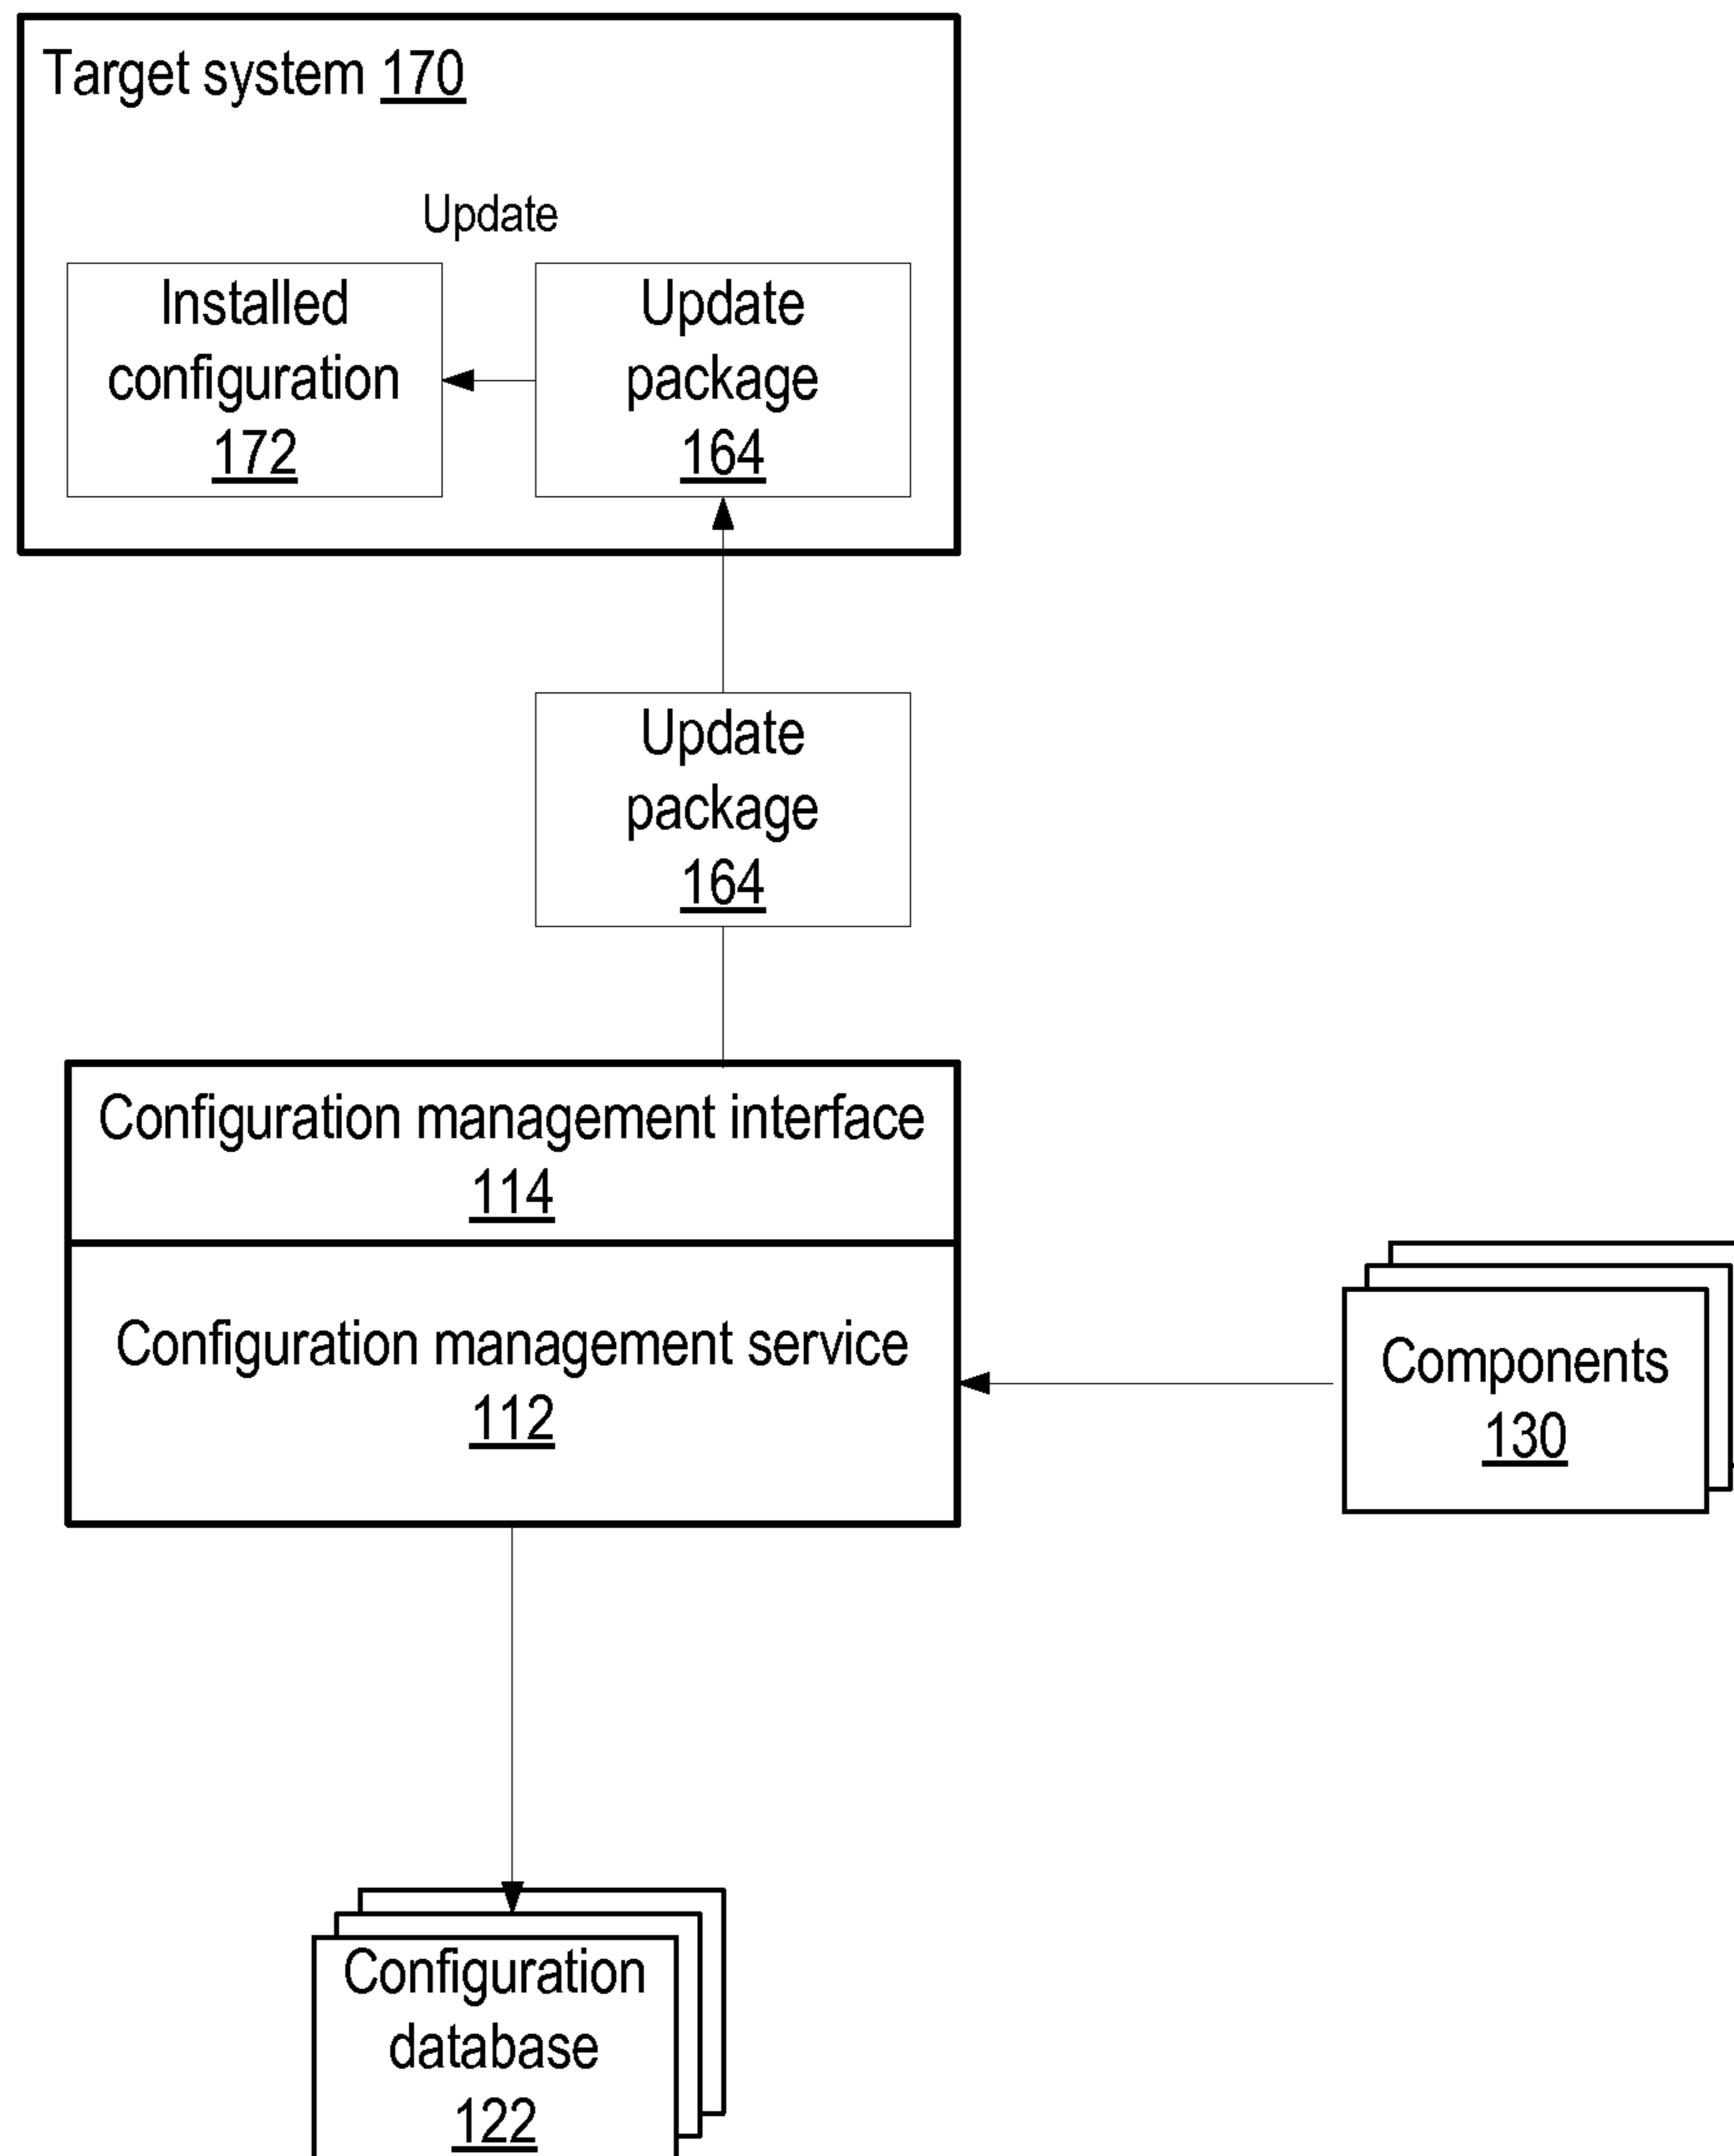 Target system 170
Update
Installed
configuration
172
Update
package
164
Update
package
164
Configuration management interface
114
Configuration management service
112
Components
130
Configuration
database
122